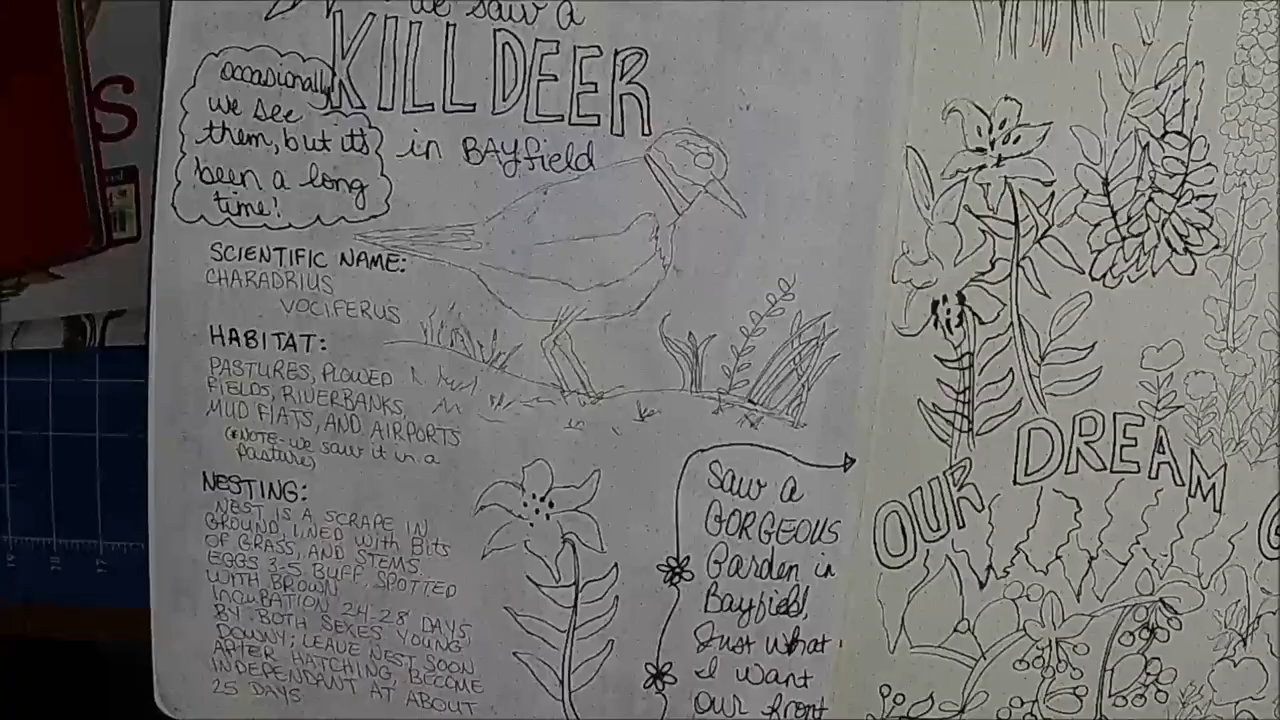 we saw a
KILLDEER
in BAYfield
occasionally
we see
them, but it's
been a long
time!
SCIENTIFIC NAME:
CHARADRIUS
VOCIFERUS
HABITAT:
PASTURES, PLOWED
FIELDS, RIVERBANKS,
MUD FLATS, AND AIRPORTS
(*NOTE-we saw it in a
pasture)
NESTING:
NEST IS A SCRAPE IN
GROUND, LINED WITH BITS
OF GRASS, AND STEMS.
EGGS 3-5 BUFF, SPOTTED
WITH BROWN
INCUBATION 24-28 DAYS,
BY BOTH SEXES YOUNG
DOWNY; LEAVE NEST SOON
AFTER HATCHING, BECOME
INDEPENDANT AT ABOUT
25 DAYS
Saw a
GORGEOUS
Garden in
Bayfield,
Just what
I want
our front
OUR DREAM